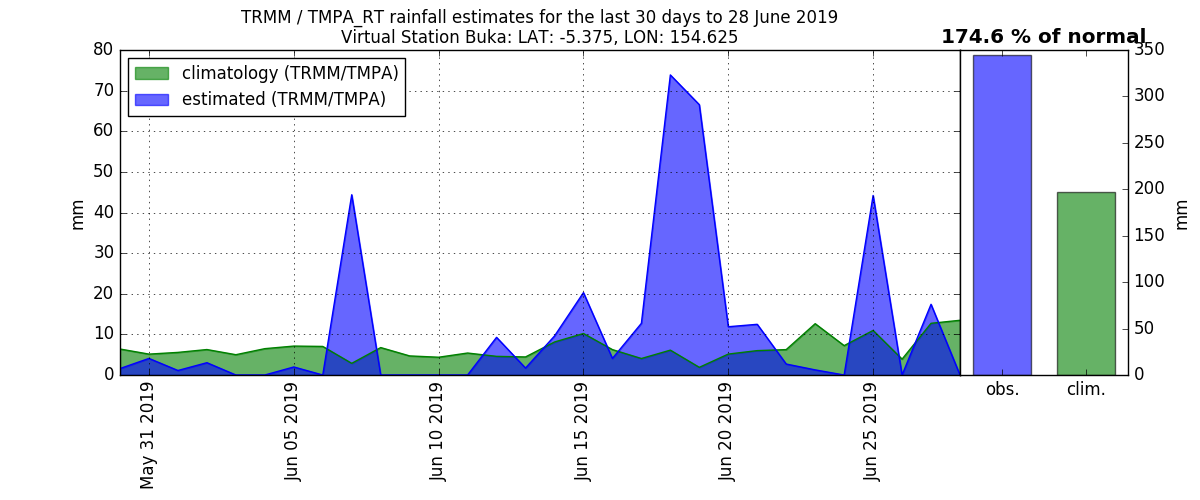 TRMM / TMPA_RT rainfall estimates for the last 30 days to 28 June 2019
Virtual Station Buka: LAT: -5.375, LON: 154.625
174.6 % of normal
climatology (TRMM/TMPA)
estimated (TRMM/TMPA)
80
70
60
50
40
30
20
10
0
mm
May 31 2019
Jun 05 2019
Jun 10 2019
Jun 15 2019
Jun 20 2019
Jun 25 2019
obs.
clim.
350
300
250
200
150
100
50
0
mm